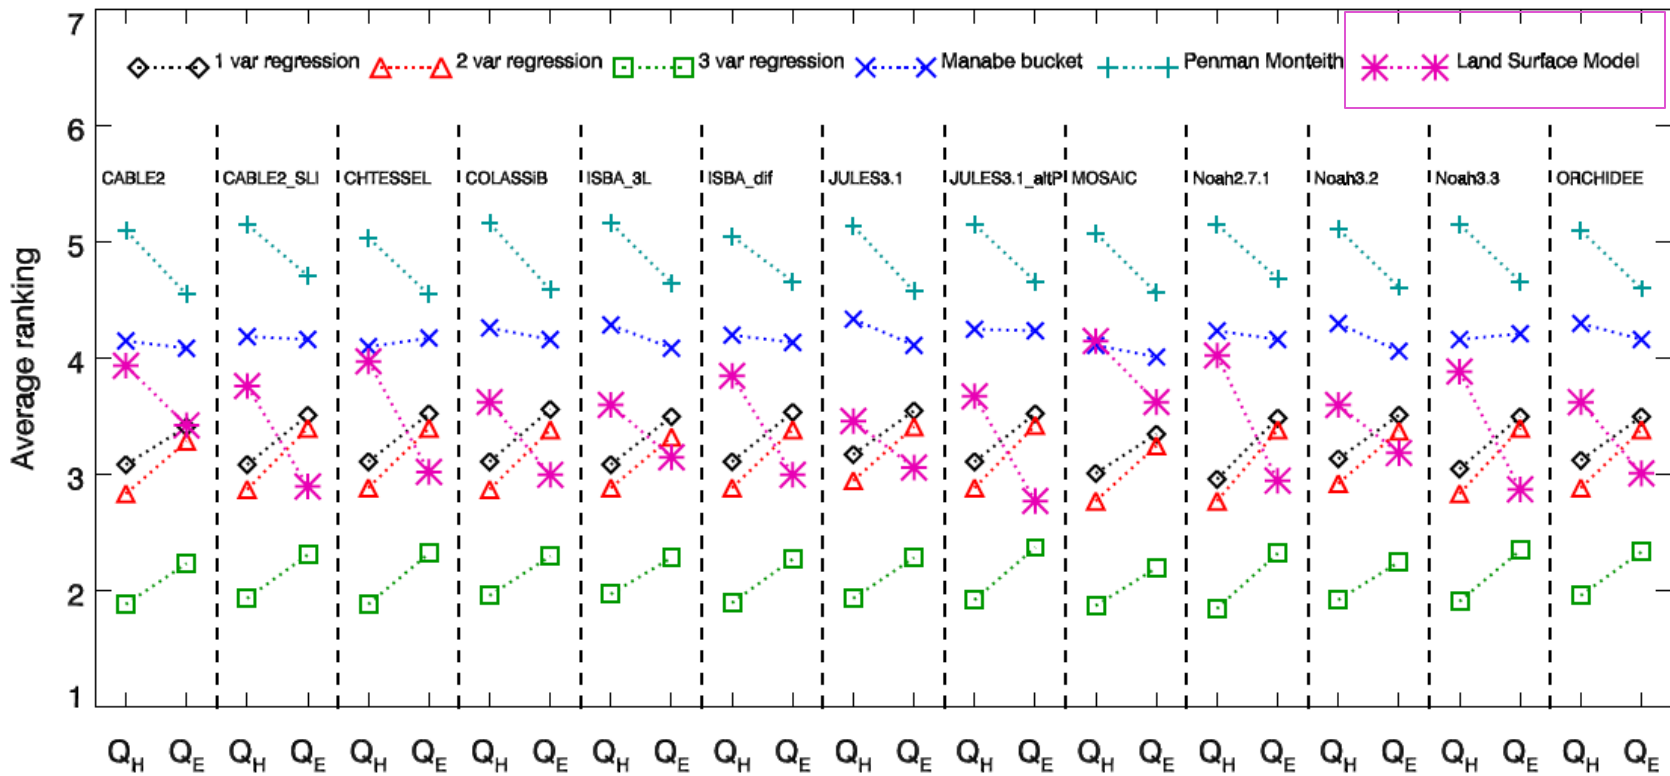 7
1 var regression 2 var regression 3 var regression Manabe bucket Penman Monteith Land Surface Model
6
CABLE2 CABLE2_SLI CHTESSEL COLASSiB ISBA_3L ISBA_dif JULES3.1 JULES3.1_altP MOSAIC Noah2.7.1 Noah3.2 Noah3.3 ORCHIDEE
5
Average ranking
4
3
2
1
QH QE QH QE QH QE QH QE QH QE QH QE QH QE QH QE QH QE QH QE QH QE QH QE QH QE